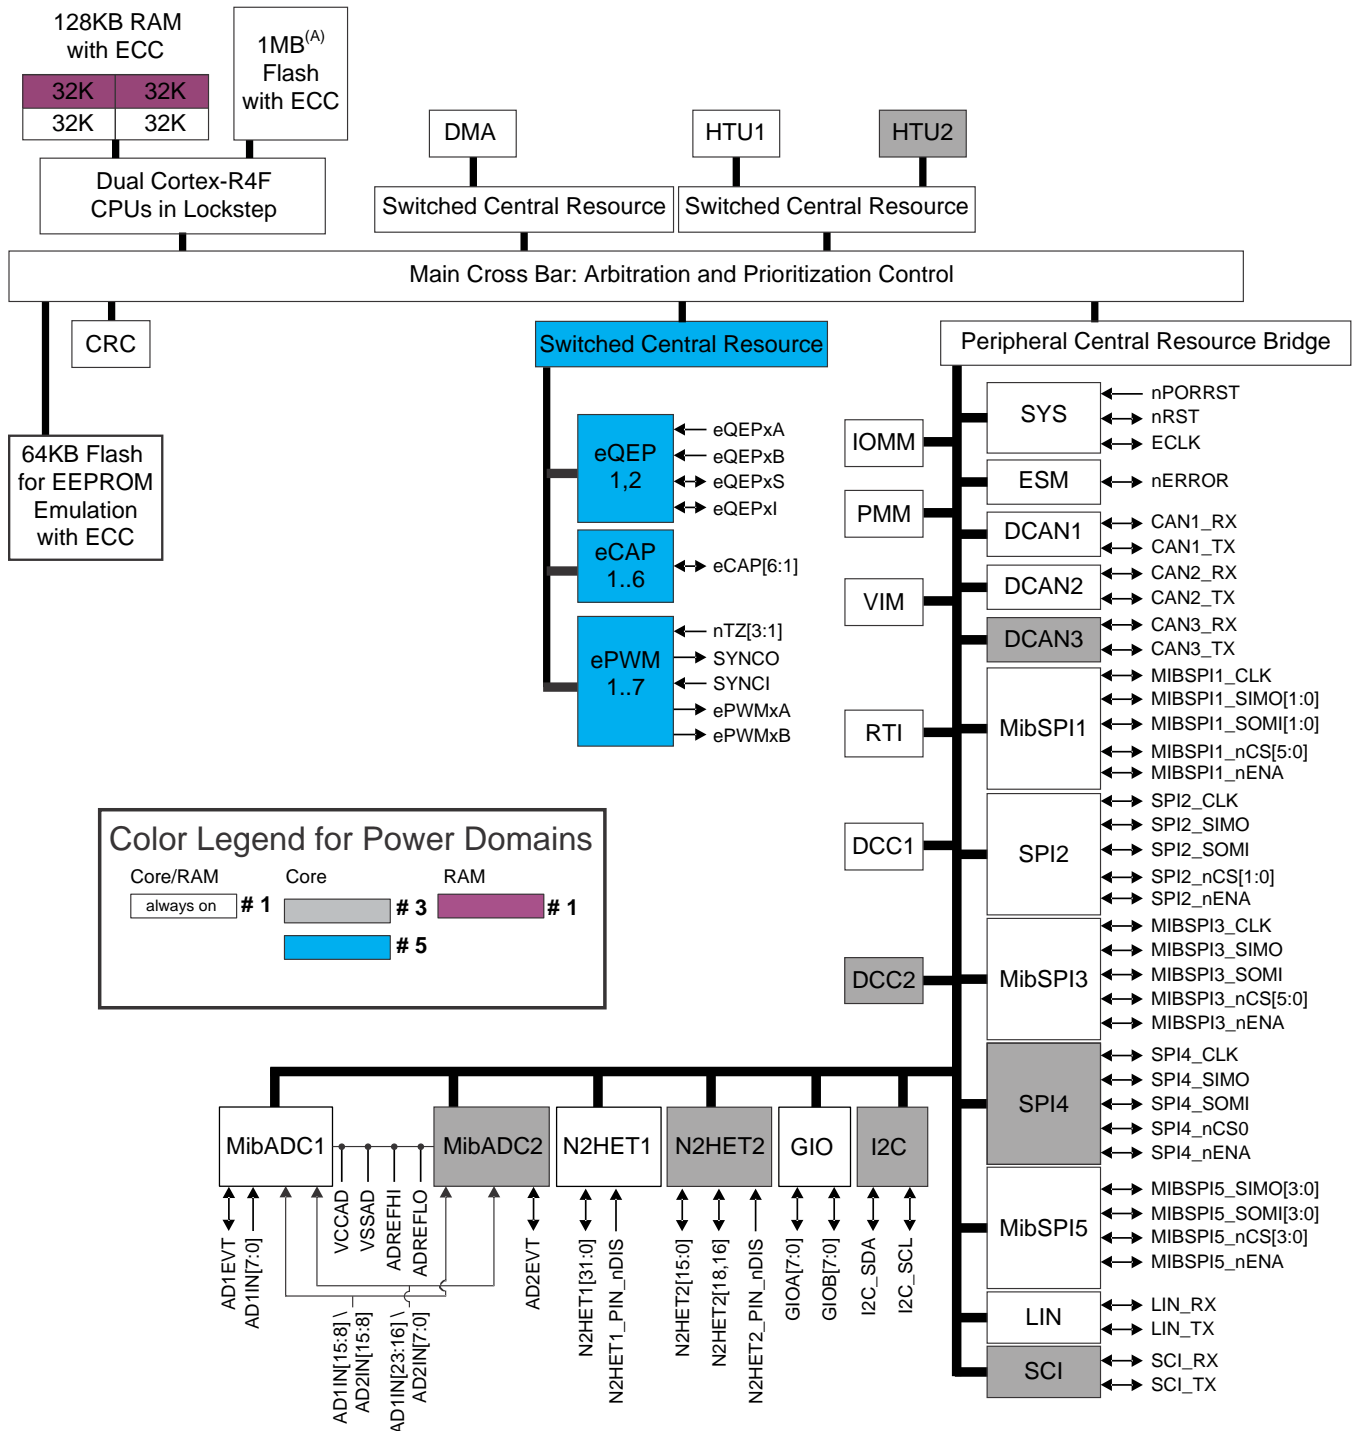 128KB RAM
with ECC
32K 32K
32K 32K
1MB(A)
Flash
with ECC
DMA
HTU1
HTU2
Dual Cortex-R4F
CPUs in Lockstep
Switched Central Resource
Switched Central Resource
Main Cross Bar: Arbitration and Prioritization Control
CRC
Switched Central Resource
Peripheral Central Resource Bridge
64KB Flash
for EEPROM
Emulation
with ECC
eQEP
1,2
eQEPxA
eQEPxB
eQEPxS
eQEPxI
eCAP
1..6
eCAP[6:1]
ePWM
1..7
nTZ[3:1]
SYNCO
SYNCI
ePWMxA
ePWMxB
IOMM
PMM
VIM
RTI
DCC1
DCC2
SYS
nPORRST
nRST
ECLK
ESM
nERROR
DCAN1
CAN1_RX
CAN1_TX
DCAN2
CAN2_RX
CAN2_TX
DCAN3
CAN3_RX
CAN3_TX
MibSPI1
MIBSPI1_CLK
MIBSPI1_SIMO[1:0]
MIBSPI1_SOMI[1:0]
MIBSPI1_nCS[5:0]
MIBSPI1_nENA
SPI2
SPI2_CLK
SPI2_SIMO
SPI2_SOMI
SPI2_nCS[1:0]
SPI2_nENA
MibSPI3
MIBSPI3_CLK
MIBSPI3_SIMO
MIBSPI3_SOMI
MIBSPI3_nCS[5:0]
MIBSPI3_nENA
SPI4
SPI4_CLK
SPI4_SIMO
SPI4_SOMI
SPI4_nCS0
SPI4_nENA
MibSPI5
MIBSPI5_SIMO[3:0]
MIBSPI5_SOMI[3:0]
MIBSPI5_nCS[3:0]
MIBSPI5_nENA
LIN
LIN_RX
LIN_TX
SCI
SCI_RX
SCI_TX
Color Legend for Power Domains
Core/RAM Core RAM
always on # 1 # 3 # 1
# 5
MibADC1
MibADC2
N2HET1
N2HET2
GIO
I2C
AD1EVT
AD1IN[7:0]
VCCAD
VSSAD
ADREFHI
ADREFLO
AD1IN[15:8] \
AD2IN[15:8]
AD1IN[23:16] \
AD2IN[7:0]
AD2EVT
N2HET1[31:0]
N2HET1_PIN_nDIS
N2HET2[15:0]
N2HET2[18,16]
N2HET2_PIN_nDIS
GIOA[7:0]
GIOB[7:0]
I2C_SDA
I2C_SCL